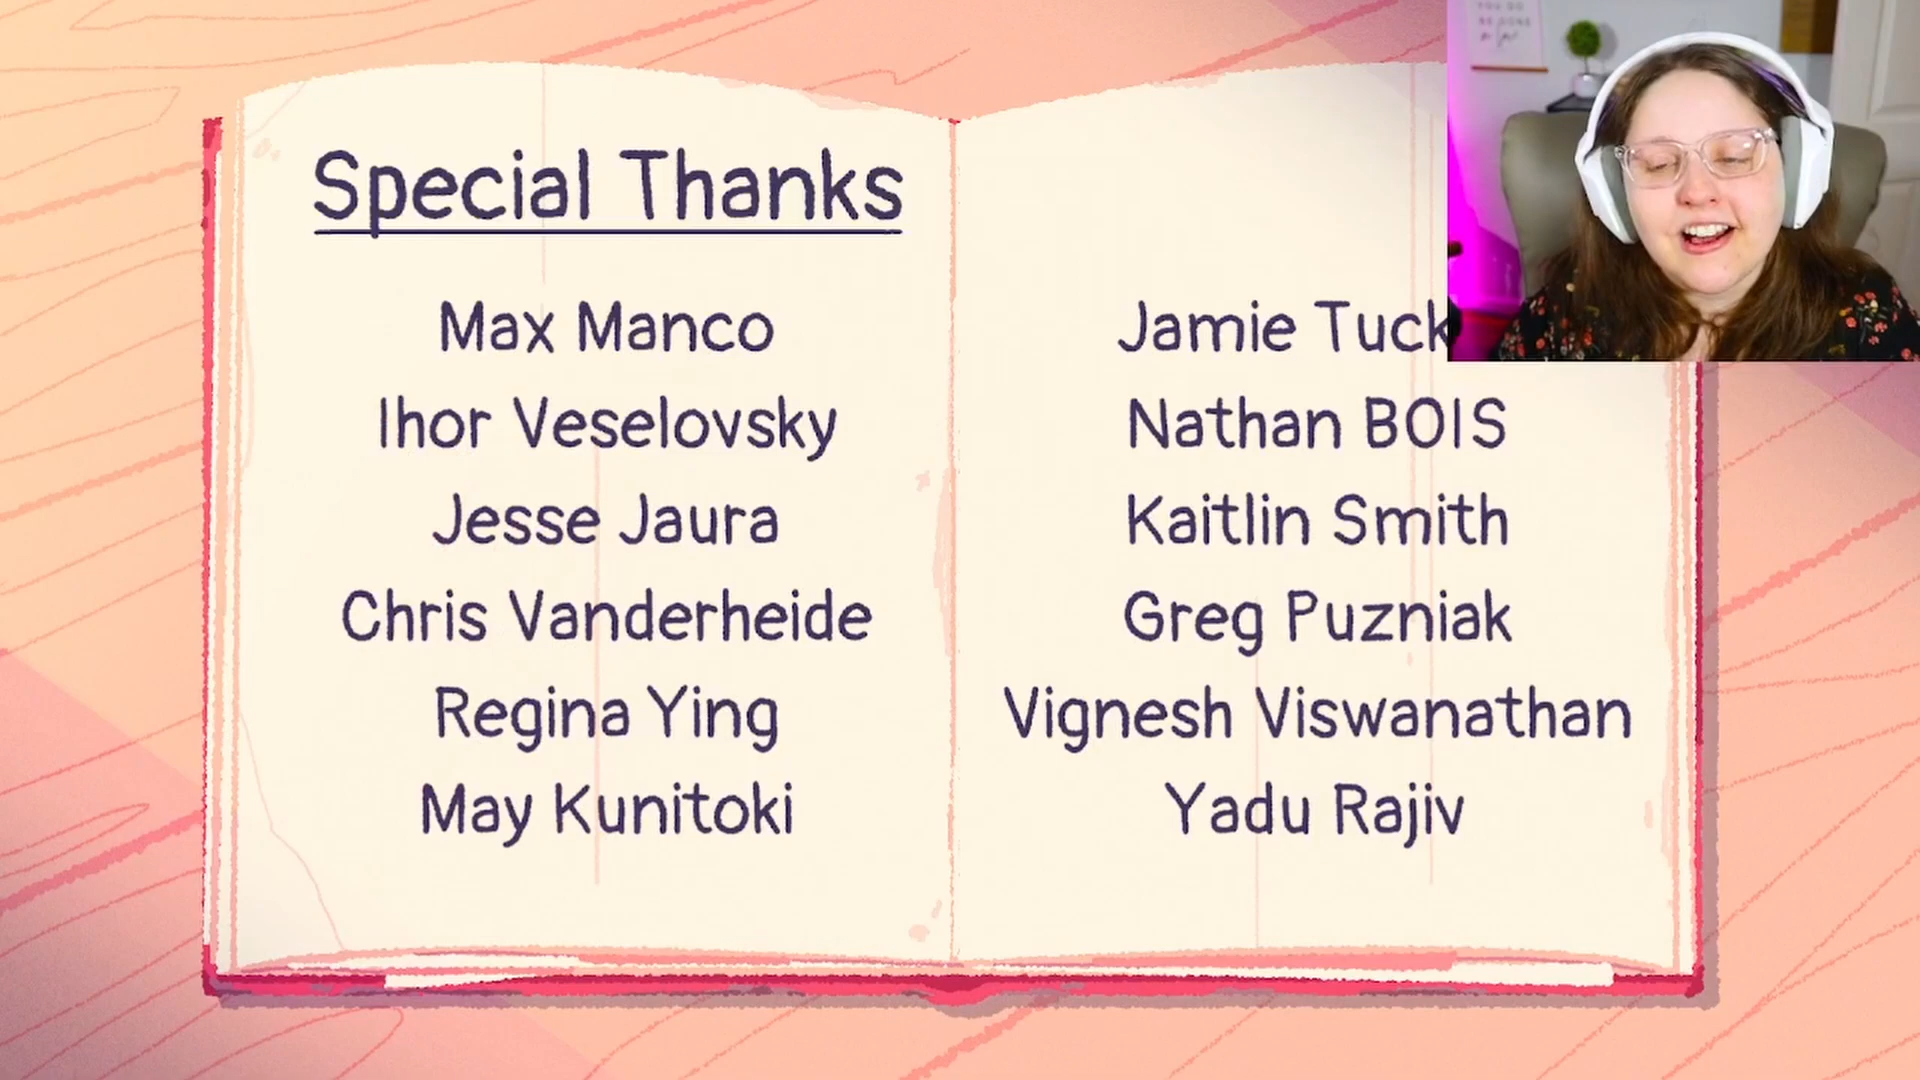 Special Thanks
Max Manco
Ihor Veselovsky
Jesse Jaura
Chris Vanderheide
Regina Ying
May Kunitoki
Jamie
Nathan BOIS
Kaitlin Smith
Greg Puzniak
Vignesh Viswanathan
Yadu Rajiv